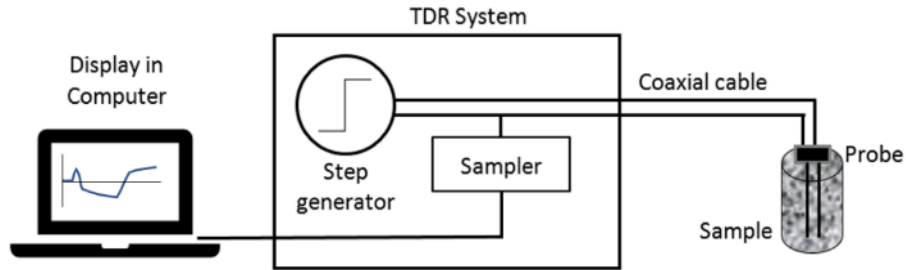 TDR System
Display in
Computer
Coaxial cable
Step
generator
Sampler
Probe
Sample